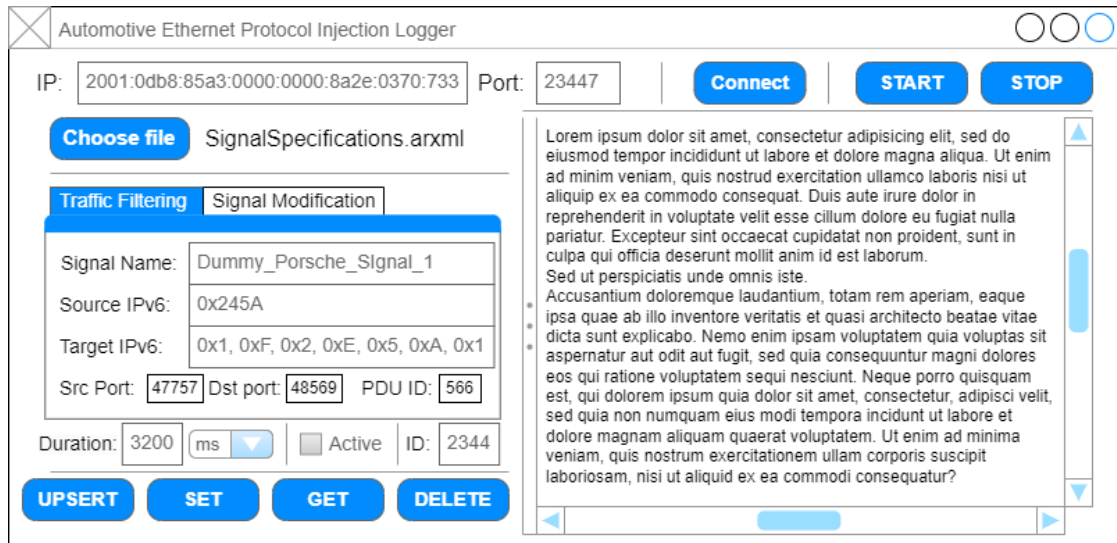 Automotive Ethernet Protocol Injection Logger
IP: 2001:0db8:85a3:0000:0000:8a2e:0370:733 Port: 23447 Connect START STOP
Choose file SignalSpecifications.arxml
Traffic Filtering Signal Modification
Signal Name: Dummy_Porsche_SIgnal_1
Source IPv6: 0x245A
Target IPv6: 0x1, 0xF, 0x2, 0xE, 0x5, 0xA, 0x1
Src Port: 47757 Dst port: 48569 PDU ID: 566
Duration: 3200 ms Active ID: 2344
UPSERT SET GET DELETE
Lorem ipsum dolor sit amet, consectetur adipisicing elit, sed do
eiusmod tempor incididunt ut labore et dolore magna aliqua. Ut enim
ad minim veniam, quis nostrud exercitation ullamco laboris nisi ut
aliquip ex ea commodo consequat. Duis aute irure dolor in
reprehenderit in voluptate velit esse cillum dolore eu fugiat nulla
pariatur. Excepteur sint occaecat cupidatat non proident, sunt in
culpa qui officia deserunt mollit anim id est laborum.
Sed ut perspiciatis unde omnis iste.
Accusantium doloremque laudantium, totam rem aperiam, eaque
ipsa quae ab illo inventore veritatis et quasi architecto beatae vitae
dicta sunt explicabo. Nemo enim ipsam voluptatem quia voluptas sit
aspernatur aut odit aut fugit, sed quia consequuntur magni dolores
eos qui ratione voluptatem sequi nesciunt. Neque porro quisquam
est, qui dolorem ipsum quia dolor sit amet, consectetur, adipisci velit,
sed quia non numquam eius modi tempora incidunt ut labore et
dolore magnam aliquam quaerat voluptatem. Ut enim ad minima
veniam, quis nostrum exercitationem ullam corporis suscipit
laboriosam, nisi ut aliquid ex ea commodi consequatur?